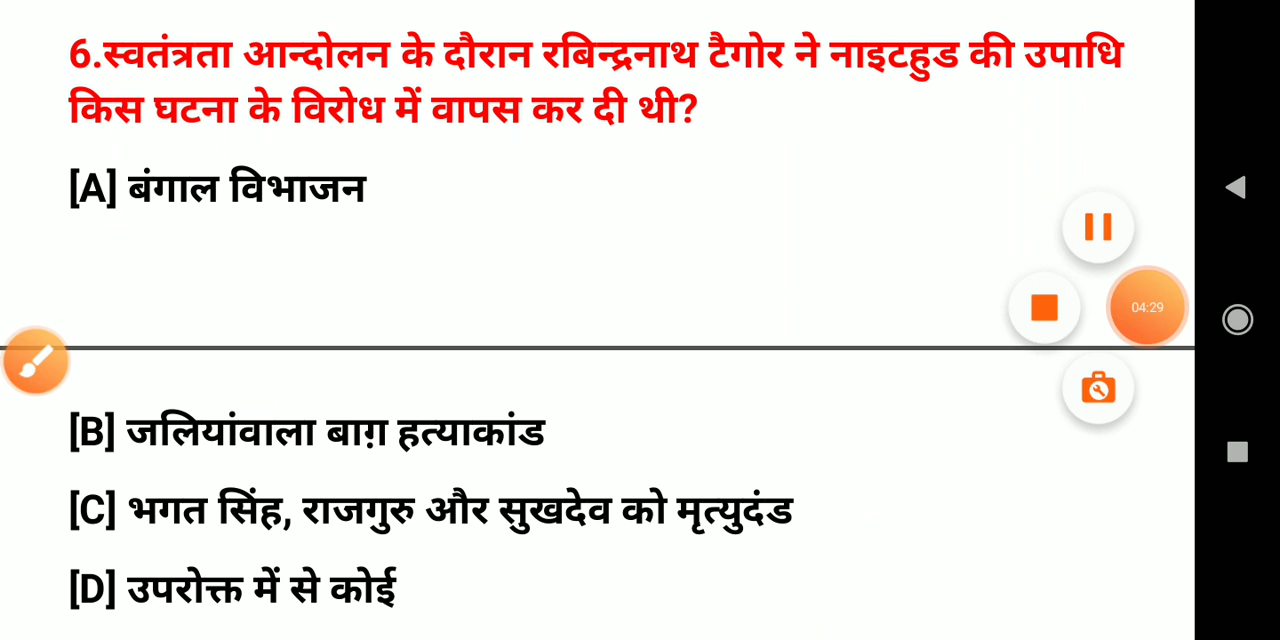 6.स्वतंत्रता आन्दोलन के दौरान रबिन्द्रनाथ टैगोर ने नाइटहुड की उपाधि
किस घटना के विरोध में वापस कर दी थी?
[A] बंगाल विभाजन
04:29
[B] जलियांवाला बाग़ हत्याकांड
[C] भगत सिंह, राजगुरु और सुखदेव को मृत्युदंड
[D] उपरोक्त में से कोई